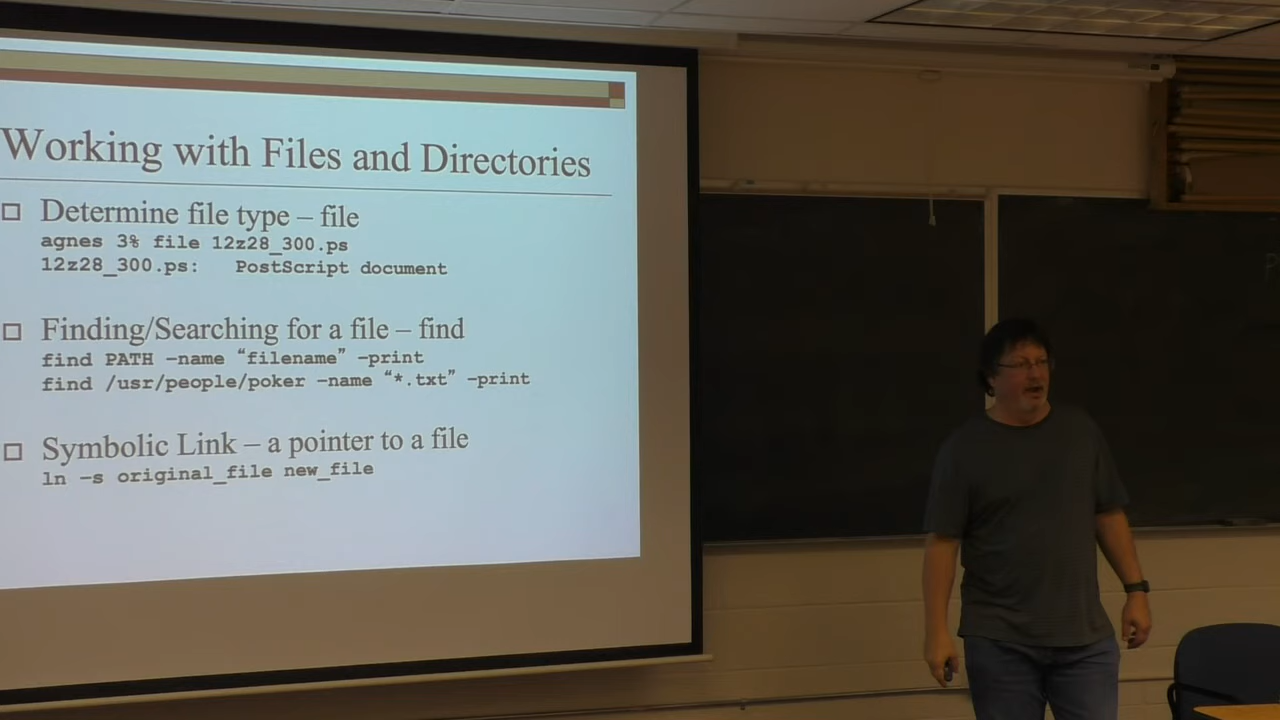 Working with Files and Directories
Determine file type – file
agnes 3% file 12z28_300.ps
12z28_300.ps: PostScript document
Finding/Searching for a file – find
find PATH –name “filename” –print
find /usr/people/poker –name “*.txt” –print
Symbolic Link – a pointer to a file
ln –s original_file new_file